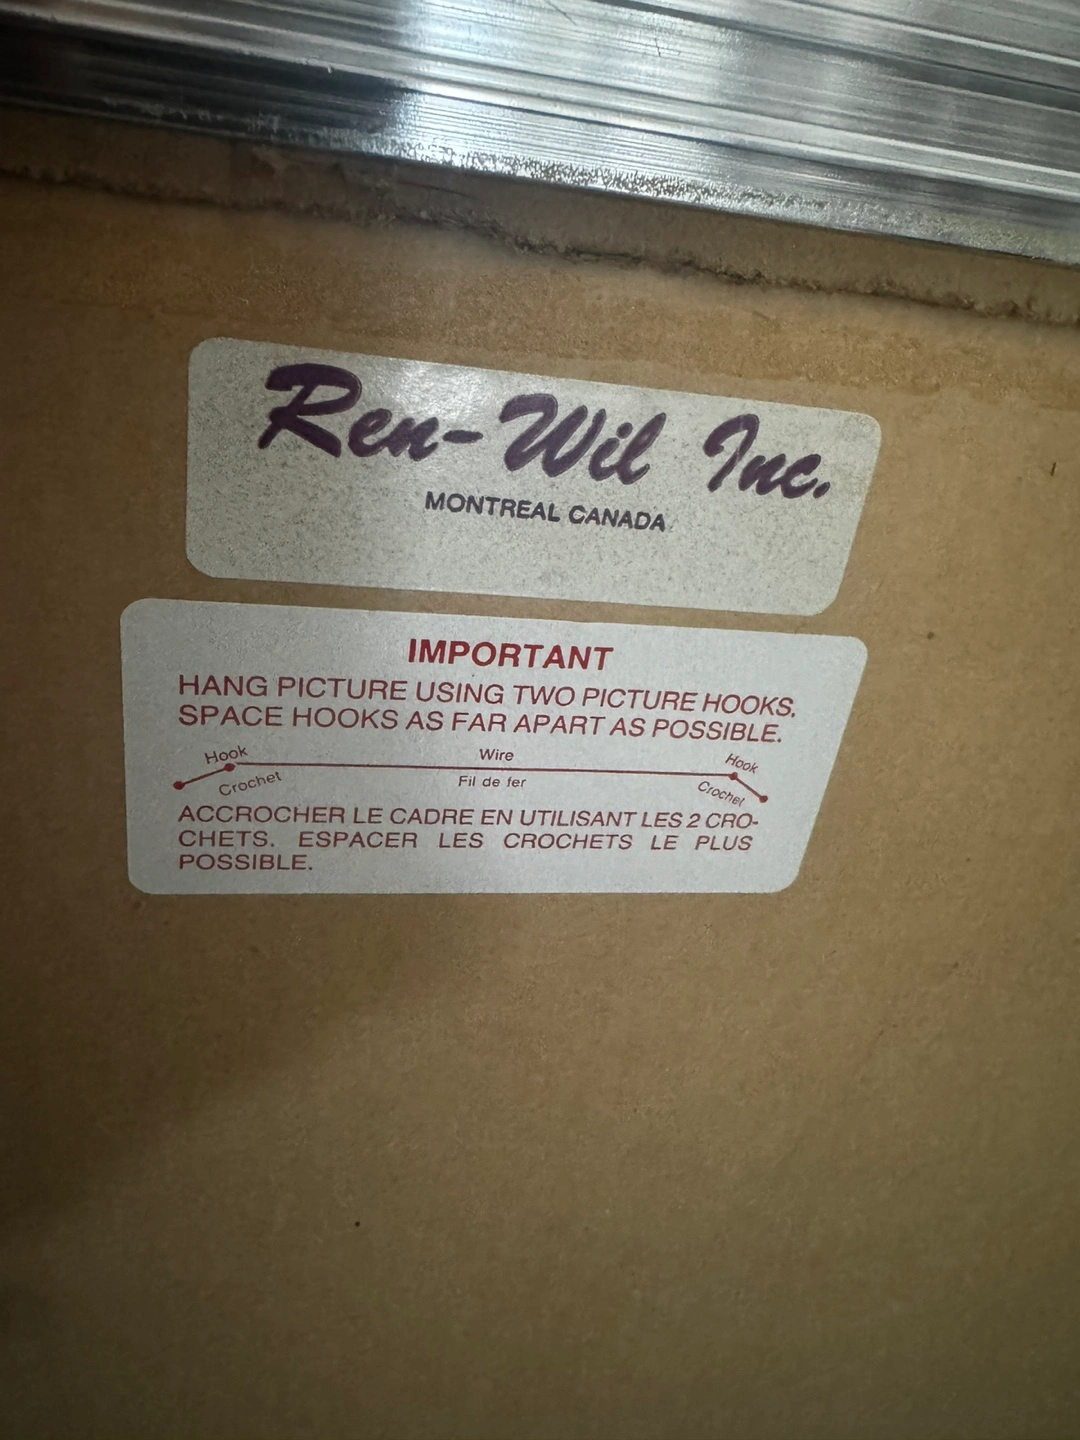 Ren-Wil Inc.
MONTREAL CANADA
IMPORTANT
HANG PICTURE USING TWO PICTURE HOOKS.
SPACE HOOKS AS FAR APART AS POSSIBLE.
Hook Wire Hook
Crochet Fil de fer Crochet
ACCROCHER LE CADRE EN UTILISANT LES 2 CRO-
CHETS. ESPACER LES CROCHETS LE PLUS
POSSIBLE.